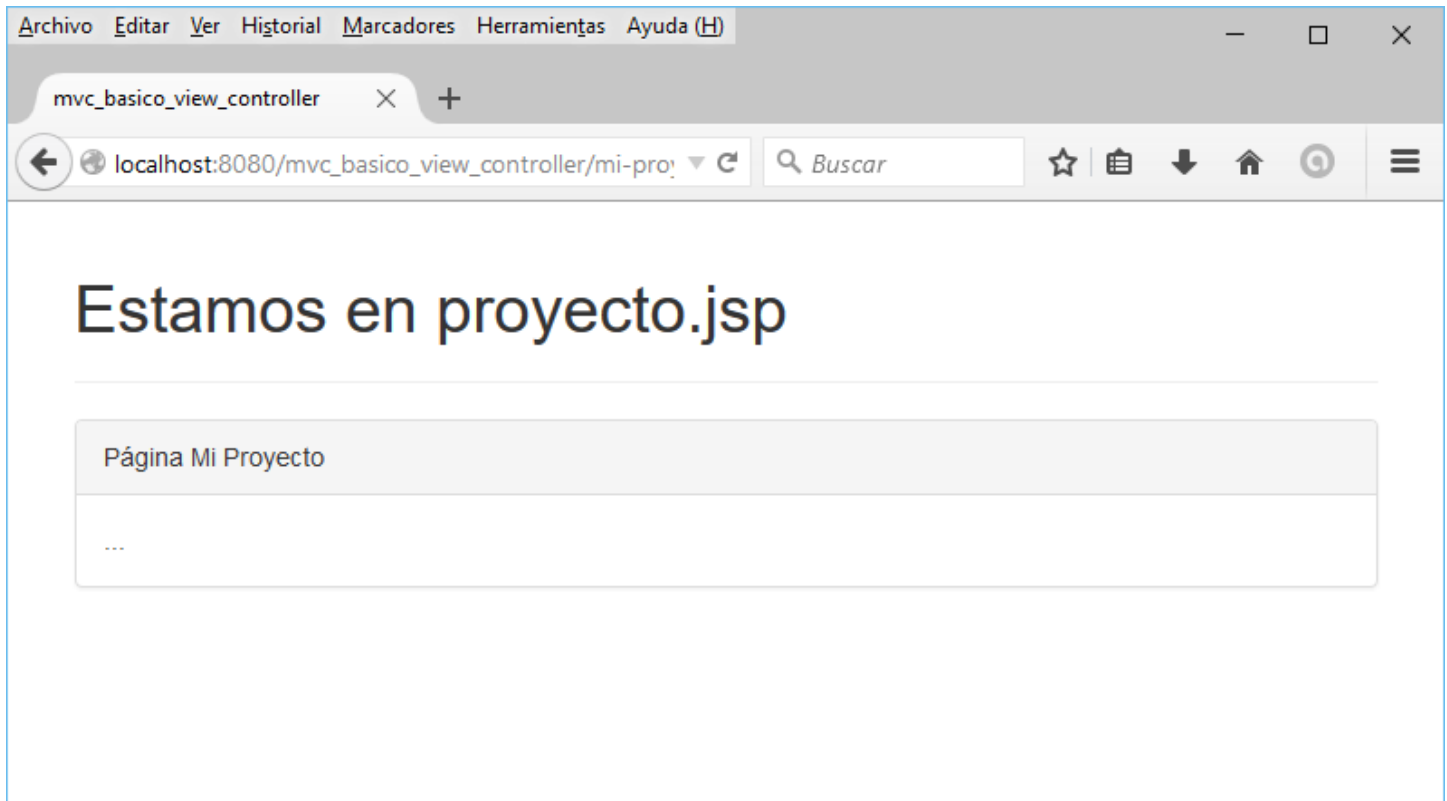 Archivo Editar Ver Historial Marcadores Herramientas Ayuda (H)
mvc_basico_view_controller
localhost:8080/mvc_basico_view_controller/mi-proy
Buscar
Estamos en proyecto.jsp
Página Mi Proyecto
...